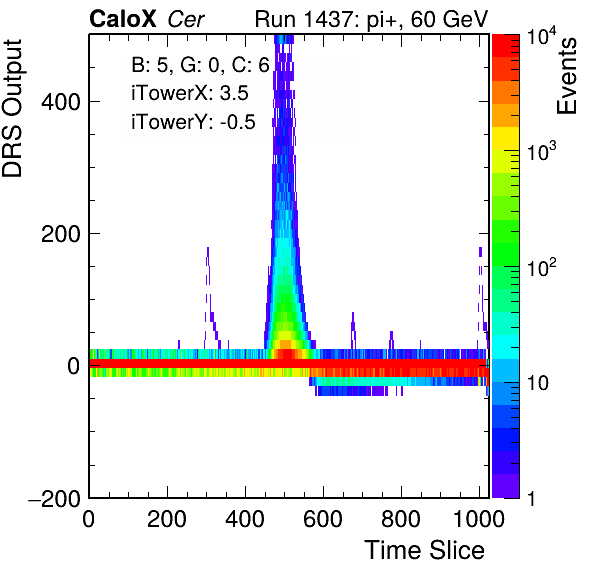 CaloX Cer Run 1437: pi+, 60 GeV
B: 5, G: 0, C: 6
iTowerX: 3.5
iTowerY: -0.5
DRS Output
400
200
0
−200
0 200 400 600 800 1000
Time Slice
Events
10^4
10^3
10^2
10
1